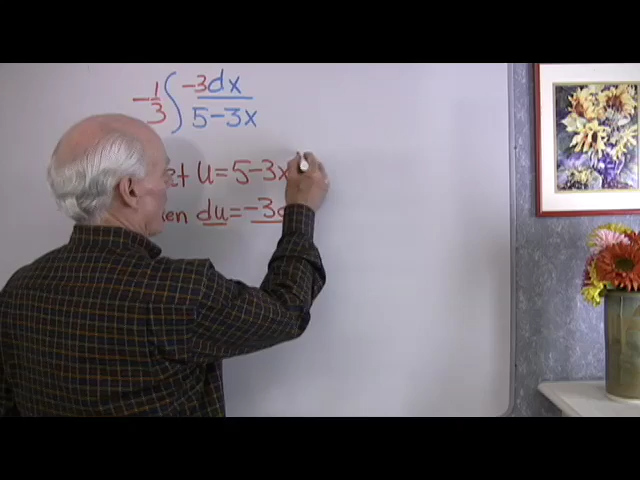 -1/3 ∫ -3dx / 5-3x
u=5-3x
du=-3